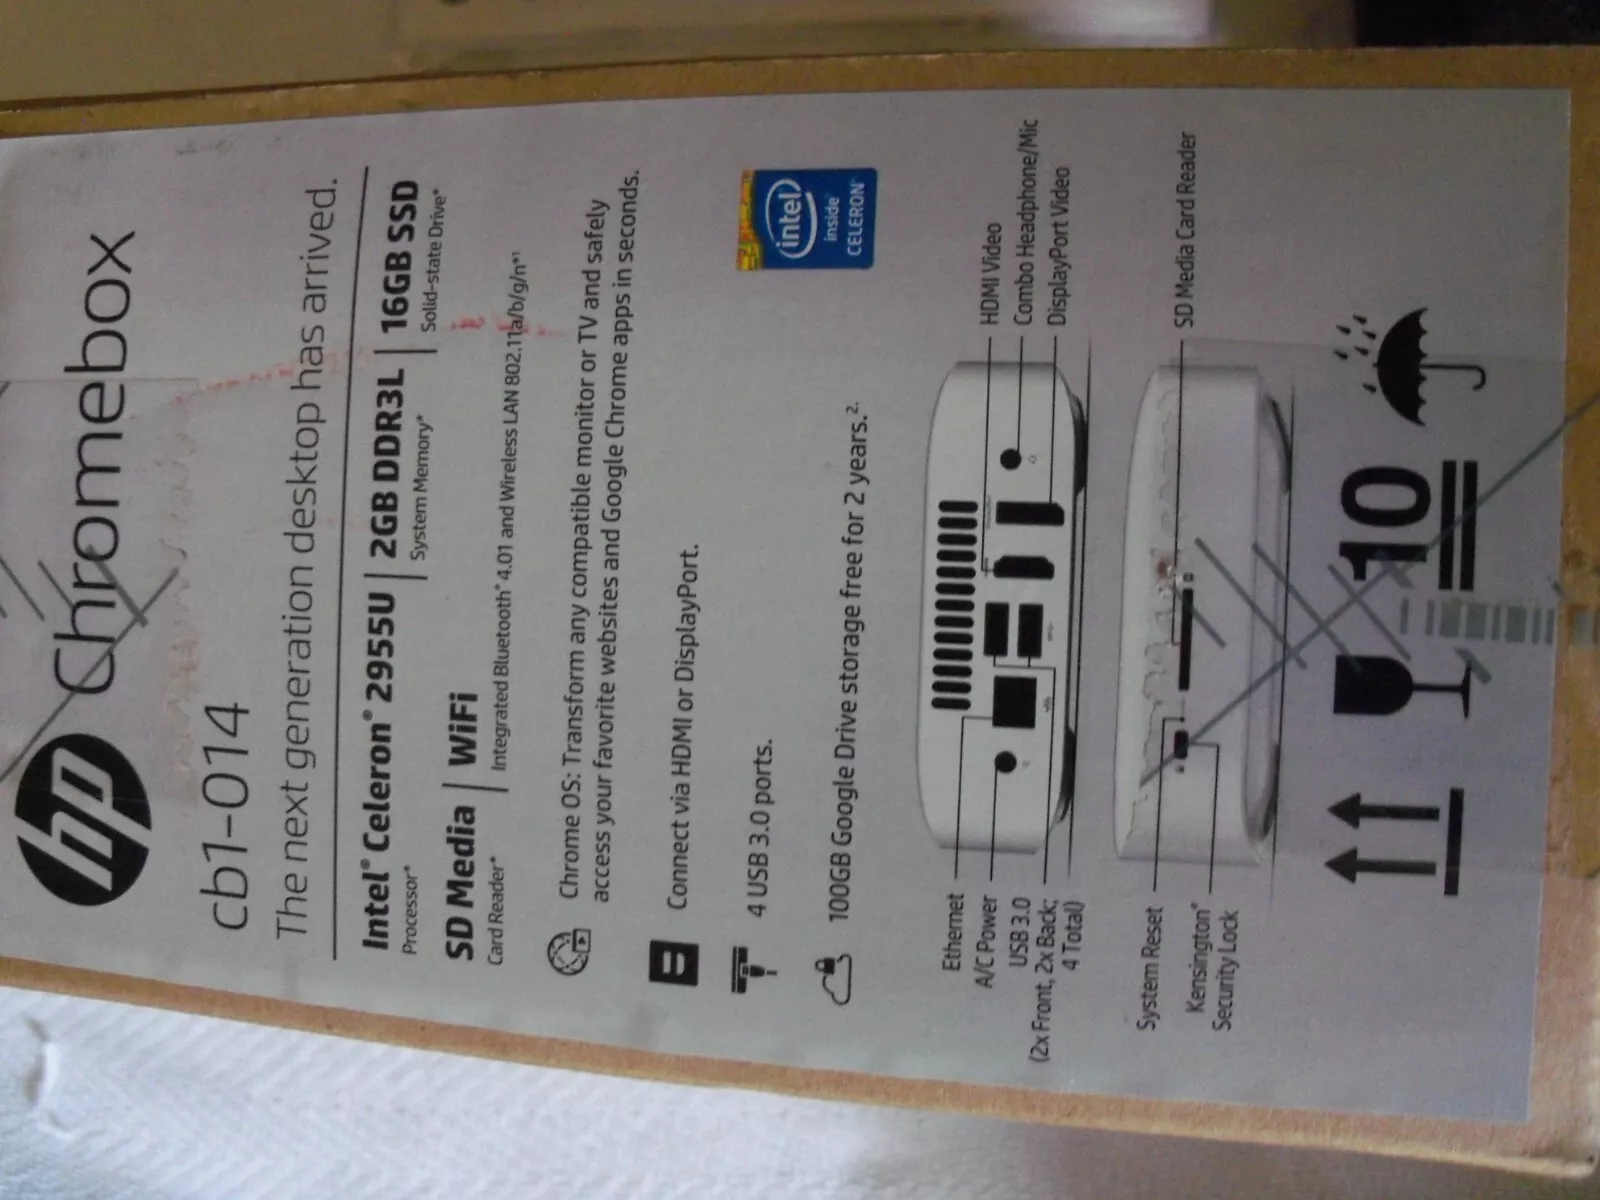 hp Chromebox
cb1-014
The next generation desktop has arrived.
Intel® Celeron® 2955U | 2GB DDR3L | 16GB SSD
Processor* System Memory* Solid-state Drive*
SD Media | WiFi
Card Reader* Integrated Bluetooth® 4.01 and Wireless LAN 802.11a/b/g/n*¹
Chrome OS: Transform any compatible monitor or TV and safely
access your favorite websites and Google Chrome apps in seconds.
Connect via HDMI or DisplayPort.
4 USB 3.0 ports.
100GB Google Drive storage free for 2 years.²·
intel
inside
CELERON®
Ethernet
A/C Power
USB 3.0
(2x Front, 2x Back;
4 Total)
HDMI Video
Combo Headphone/Mic
DisplayPort Video
System Reset
Kensington®
Security Lock
SD Media Card Reader
10